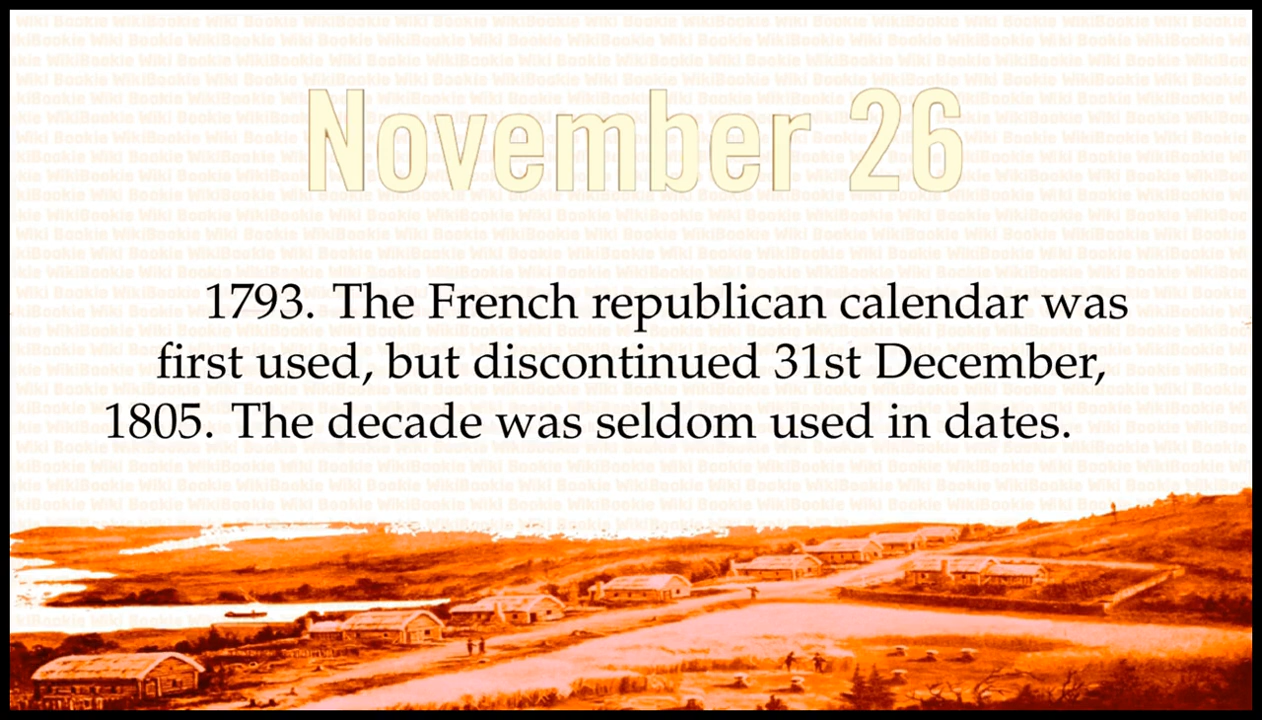 November 26
1793. The French republican calendar was
first used, but discontinued 31st December,
1805. The decade was seldom used in dates.